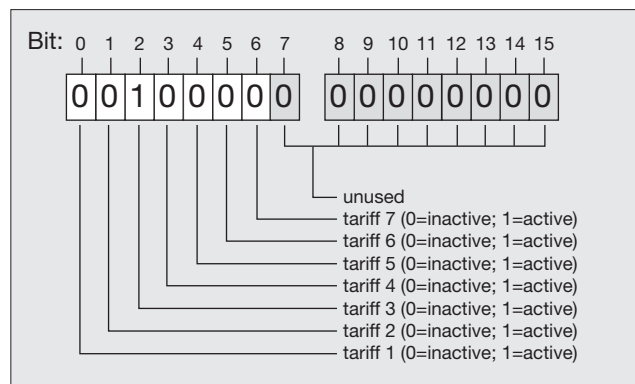 Bit: 0 1 2 3 4 5 6 7 8 9 10 11 12 13 14 15
0 0 1 0 0 0 0 0 0 0 0 0 0 0 0 0
unused
tariff 7 (0=inactive; 1=active)
tariff 6 (0=inactive; 1=active)
tariff 5 (0=inactive; 1=active)
tariff 4 (0=inactive; 1=active)
tariff 3 (0=inactive; 1=active)
tariff 2 (0=inactive; 1=active)
tariff 1 (0=inactive; 1=active)